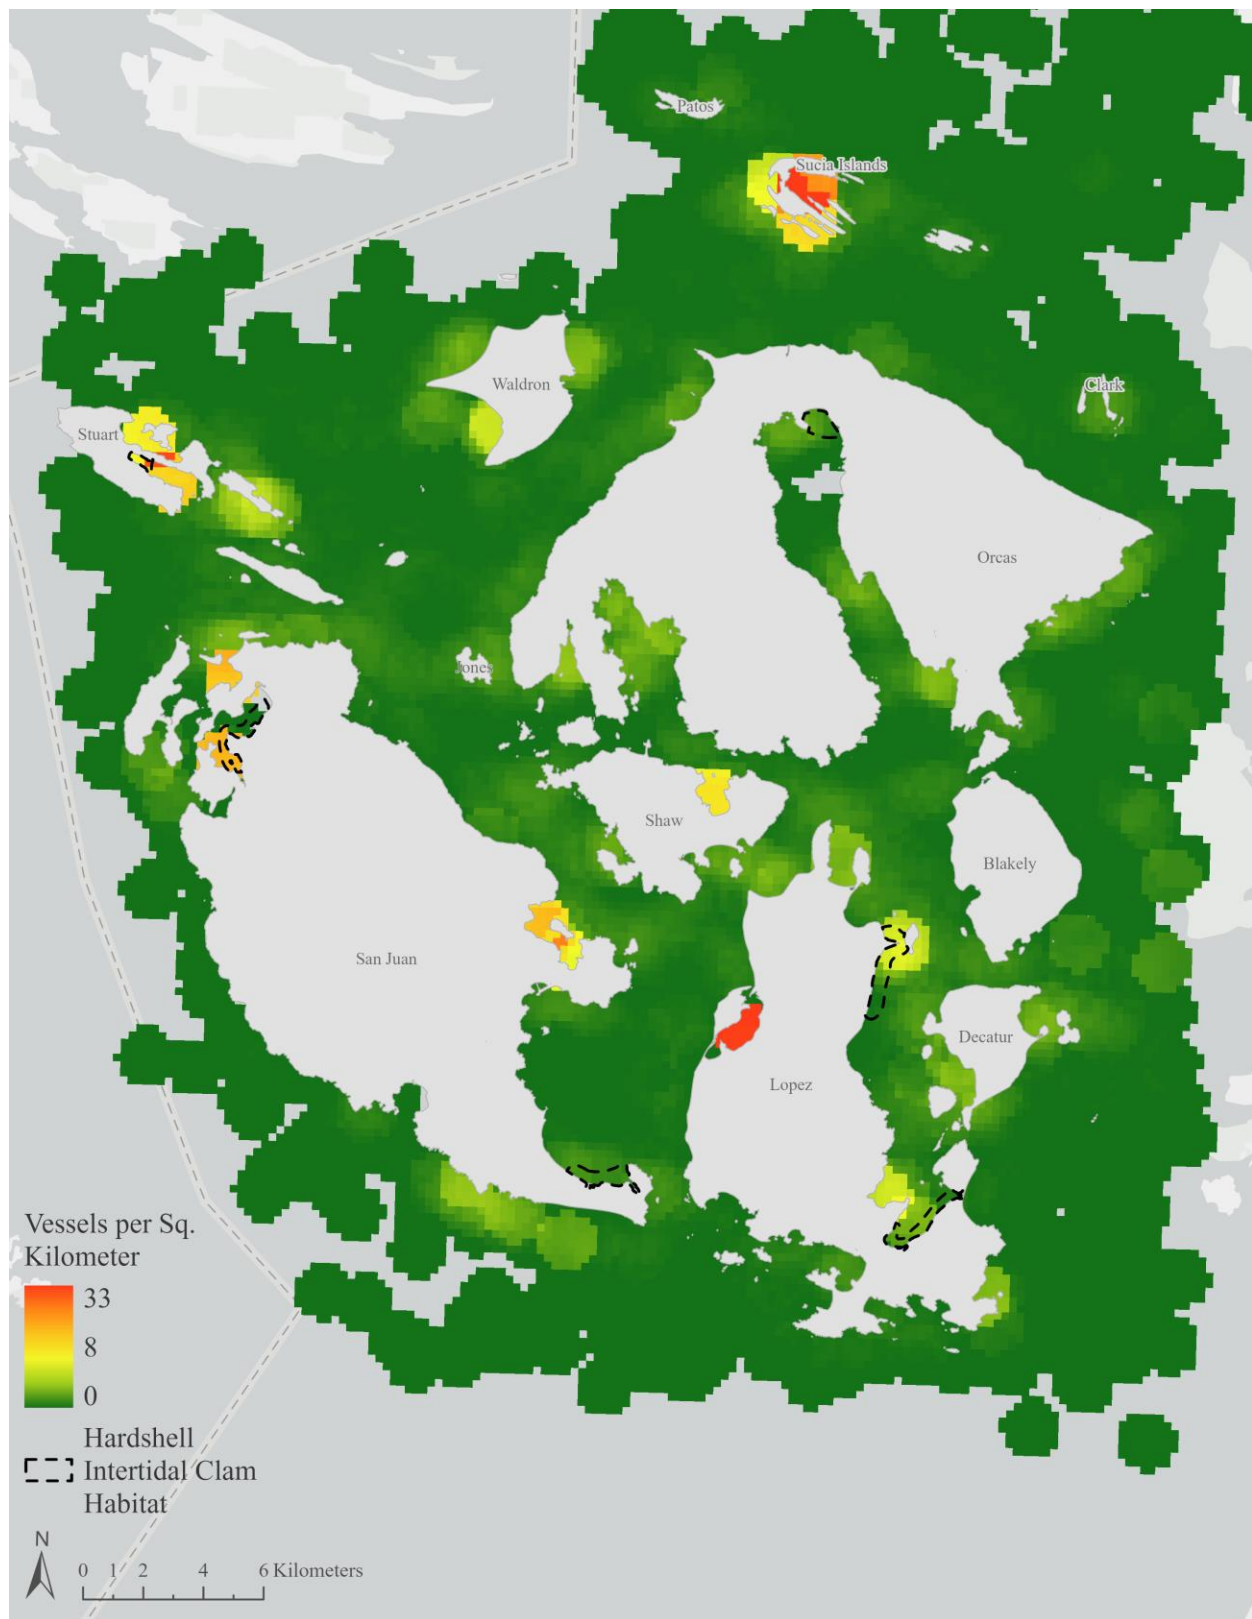 Patos
Sucia Islands
Waldron
Clark
Stuart
Orcas
Jones
Shaw
Blakely
San Juan
Decatur
Lopez
Vessels per Sq.
Kilometer
33
8
0
Hardshell
Intertidal Clam
Habitat
N
0 1 2 4 6 Kilometers